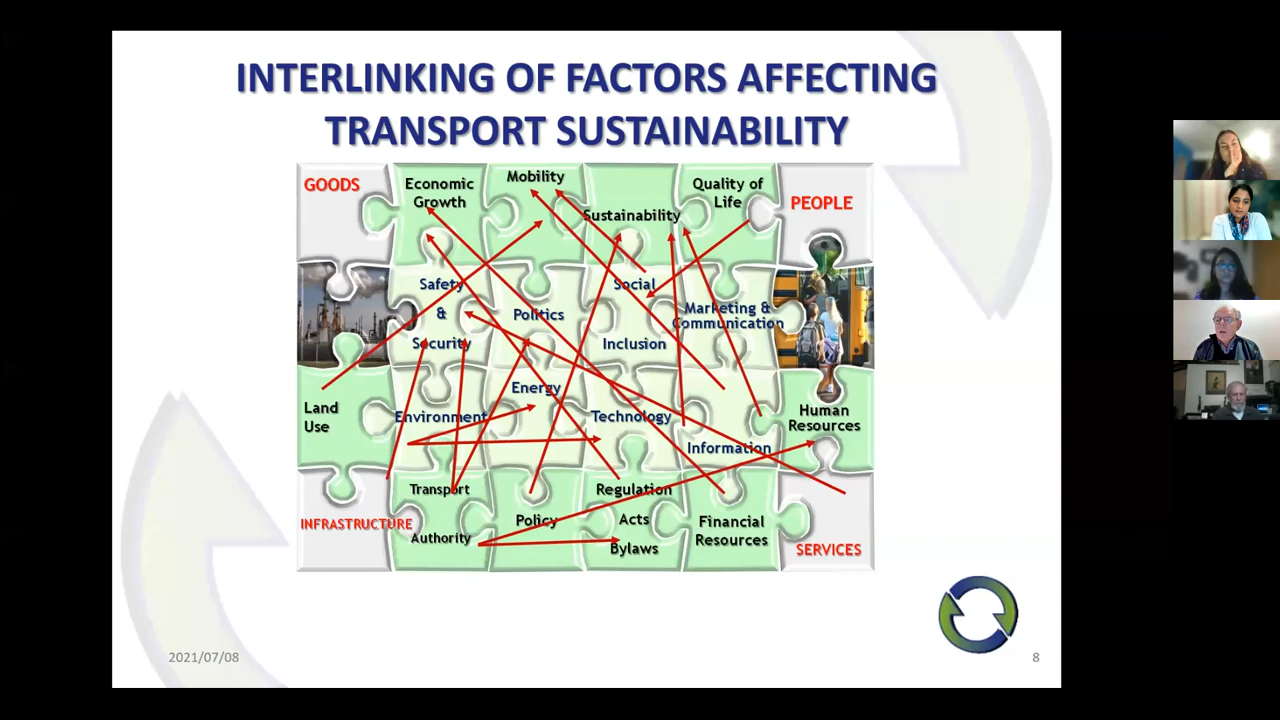 INTERLINKING OF FACTORS AFFECTING
TRANSPORT SUSTAINABILITY
GOODS
Economic
Growth
Mobility
Sustainability
Quality of
Life
PEOPLE
Safety
&
Security
Politics
Social
Inclusion
Marketing &
Communication
Land
Use
Environment
Energy
Technology
Information
Human
Resources
INFRASTRUCTURE
Transport
Authority
Policy
Regulation
Acts
Bylaws
Financial
Resources
SERVICES
2021/07/08
8